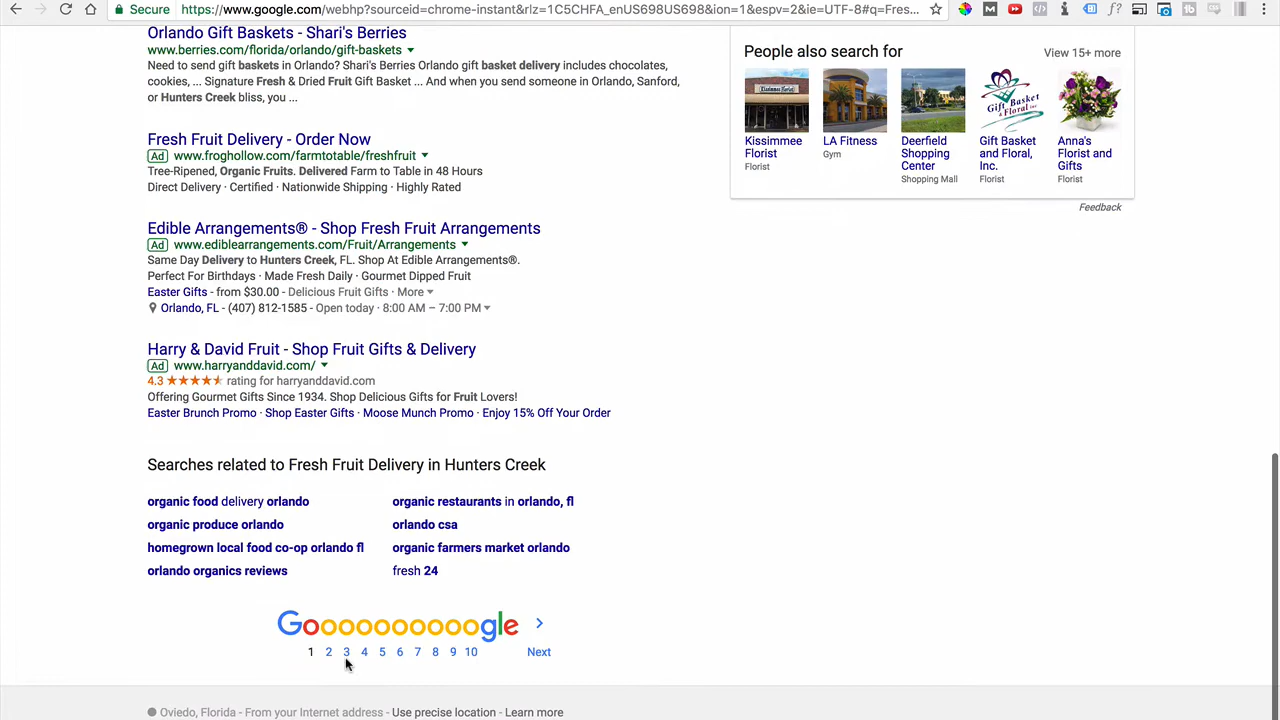 Secure
https://www.google.com/webhp?sourceid=chrome-instant&rlz=1C5CHFA_enUS698US698&ion=1&espv=2&ie=UTF-8#q=Fres...
Orlando Gift Baskets - Shari's Berries
www.berries.com/florida/orlando/gift-baskets
Need to send gift baskets in Orlando? Shari's Berries Orlando gift basket delivery includes chocolates,
cookies, ... Signature Fresh & Dried Fruit Gift Basket ... And when you send someone in Orlando, Sanford,
or Hunters Creek bliss, you ...
Fresh Fruit Delivery - Order Now
Ad www.froghollow.com/farmtotable/freshfruit
Tree-Ripened, Organic Fruits. Delivered Farm to Table in 48 Hours
Direct Delivery · Certified · Nationwide Shipping · Highly Rated
Edible Arrangements® - Shop Fresh Fruit Arrangements
Ad www.ediblearrangements.com/Fruit/Arrangements
Same Day Delivery to Hunters Creek, FL. Shop At Edible Arrangements®.
Perfect For Birthdays · Made Fresh Daily · Gourmet Dipped Fruit
Easter Gifts - from $30.00 - Delicious Fruit Gifts · More
Orlando, FL - (407) 812-1585 - Open today · 8:00 AM – 7:00 PM
Harry & David Fruit - Shop Fruit Gifts & Delivery
Ad www.harryanddavid.com/
4.3 ★★★★★ rating for harryanddavid.com
Offering Gourmet Gifts Since 1934. Shop Delicious Gifts for Fruit Lovers!
Easter Brunch Promo · Shop Easter Gifts · Moose Munch Promo · Enjoy 15% Off Your Order
Searches related to Fresh Fruit Delivery in Hunters Creek
organic food delivery orlando
organic produce orlando
homegrown local food co-op orlando fl
orlando organics reviews
organic restaurants in orlando, fl
orlando csa
organic farmers market orlando
fresh 24
Goooooooooogle
1 2 3 4 5 6 7 8 9 10 Next
Oviedo, Florida - From your Internet address - Use precise location - Learn more
People also search for
View 15+ more
Gift Basket
& Floral inc
Kissimmee
Florist
Florist
LA Fitness
Gym
Deerfield
Shopping
Center
Shopping Mall
Gift Basket
and Floral,
Inc.
Florist
Anna's
Florist and
Gifts
Florist
Feedback